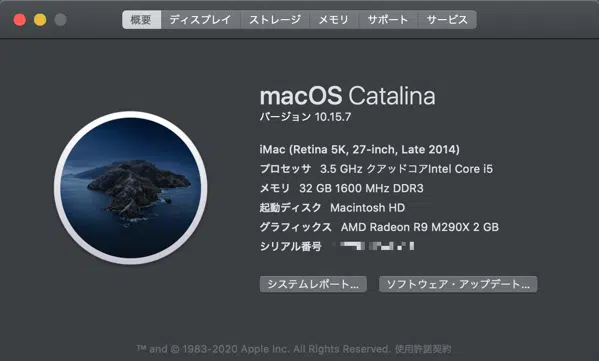 概要 ディスプレイ ストレージ メモリ サポート サービス
macOS Catalina
バージョン 10.15.7
iMac (Retina 5K, 27-inch, Late 2014)
プロセッサ 3.5 GHz クアッドコアIntel Core i5
メモリ 32 GB 1600 MHz DDR3
起動ディスク Macintosh HD
グラフィックス AMD Radeon R9 M290X 2 GB
シリアル番号
システムレポート... ソフトウェア・アップデート...
™ and © 1983-2020 Apple Inc. All Rights Reserved. 使用許諾契約